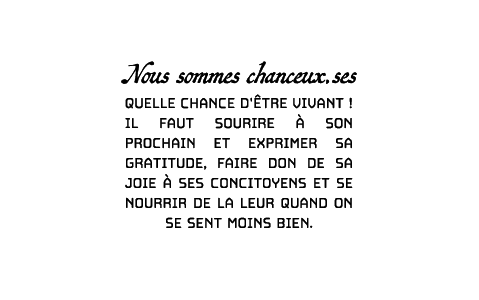 Nous sommes chanceux.ses
QUELLE CHANCE D'ÊTRE VIVANT !
IL FAUT SOURIRE À SON
PROCHAIN ET EXPRIMER SA
GRATITUDE, FAIRE DON DE SA
JOIE À SES CONCITOYENS ET SE
NOURRIR DE LA LEUR QUAND ON
SE SENT MOINS BIEN.